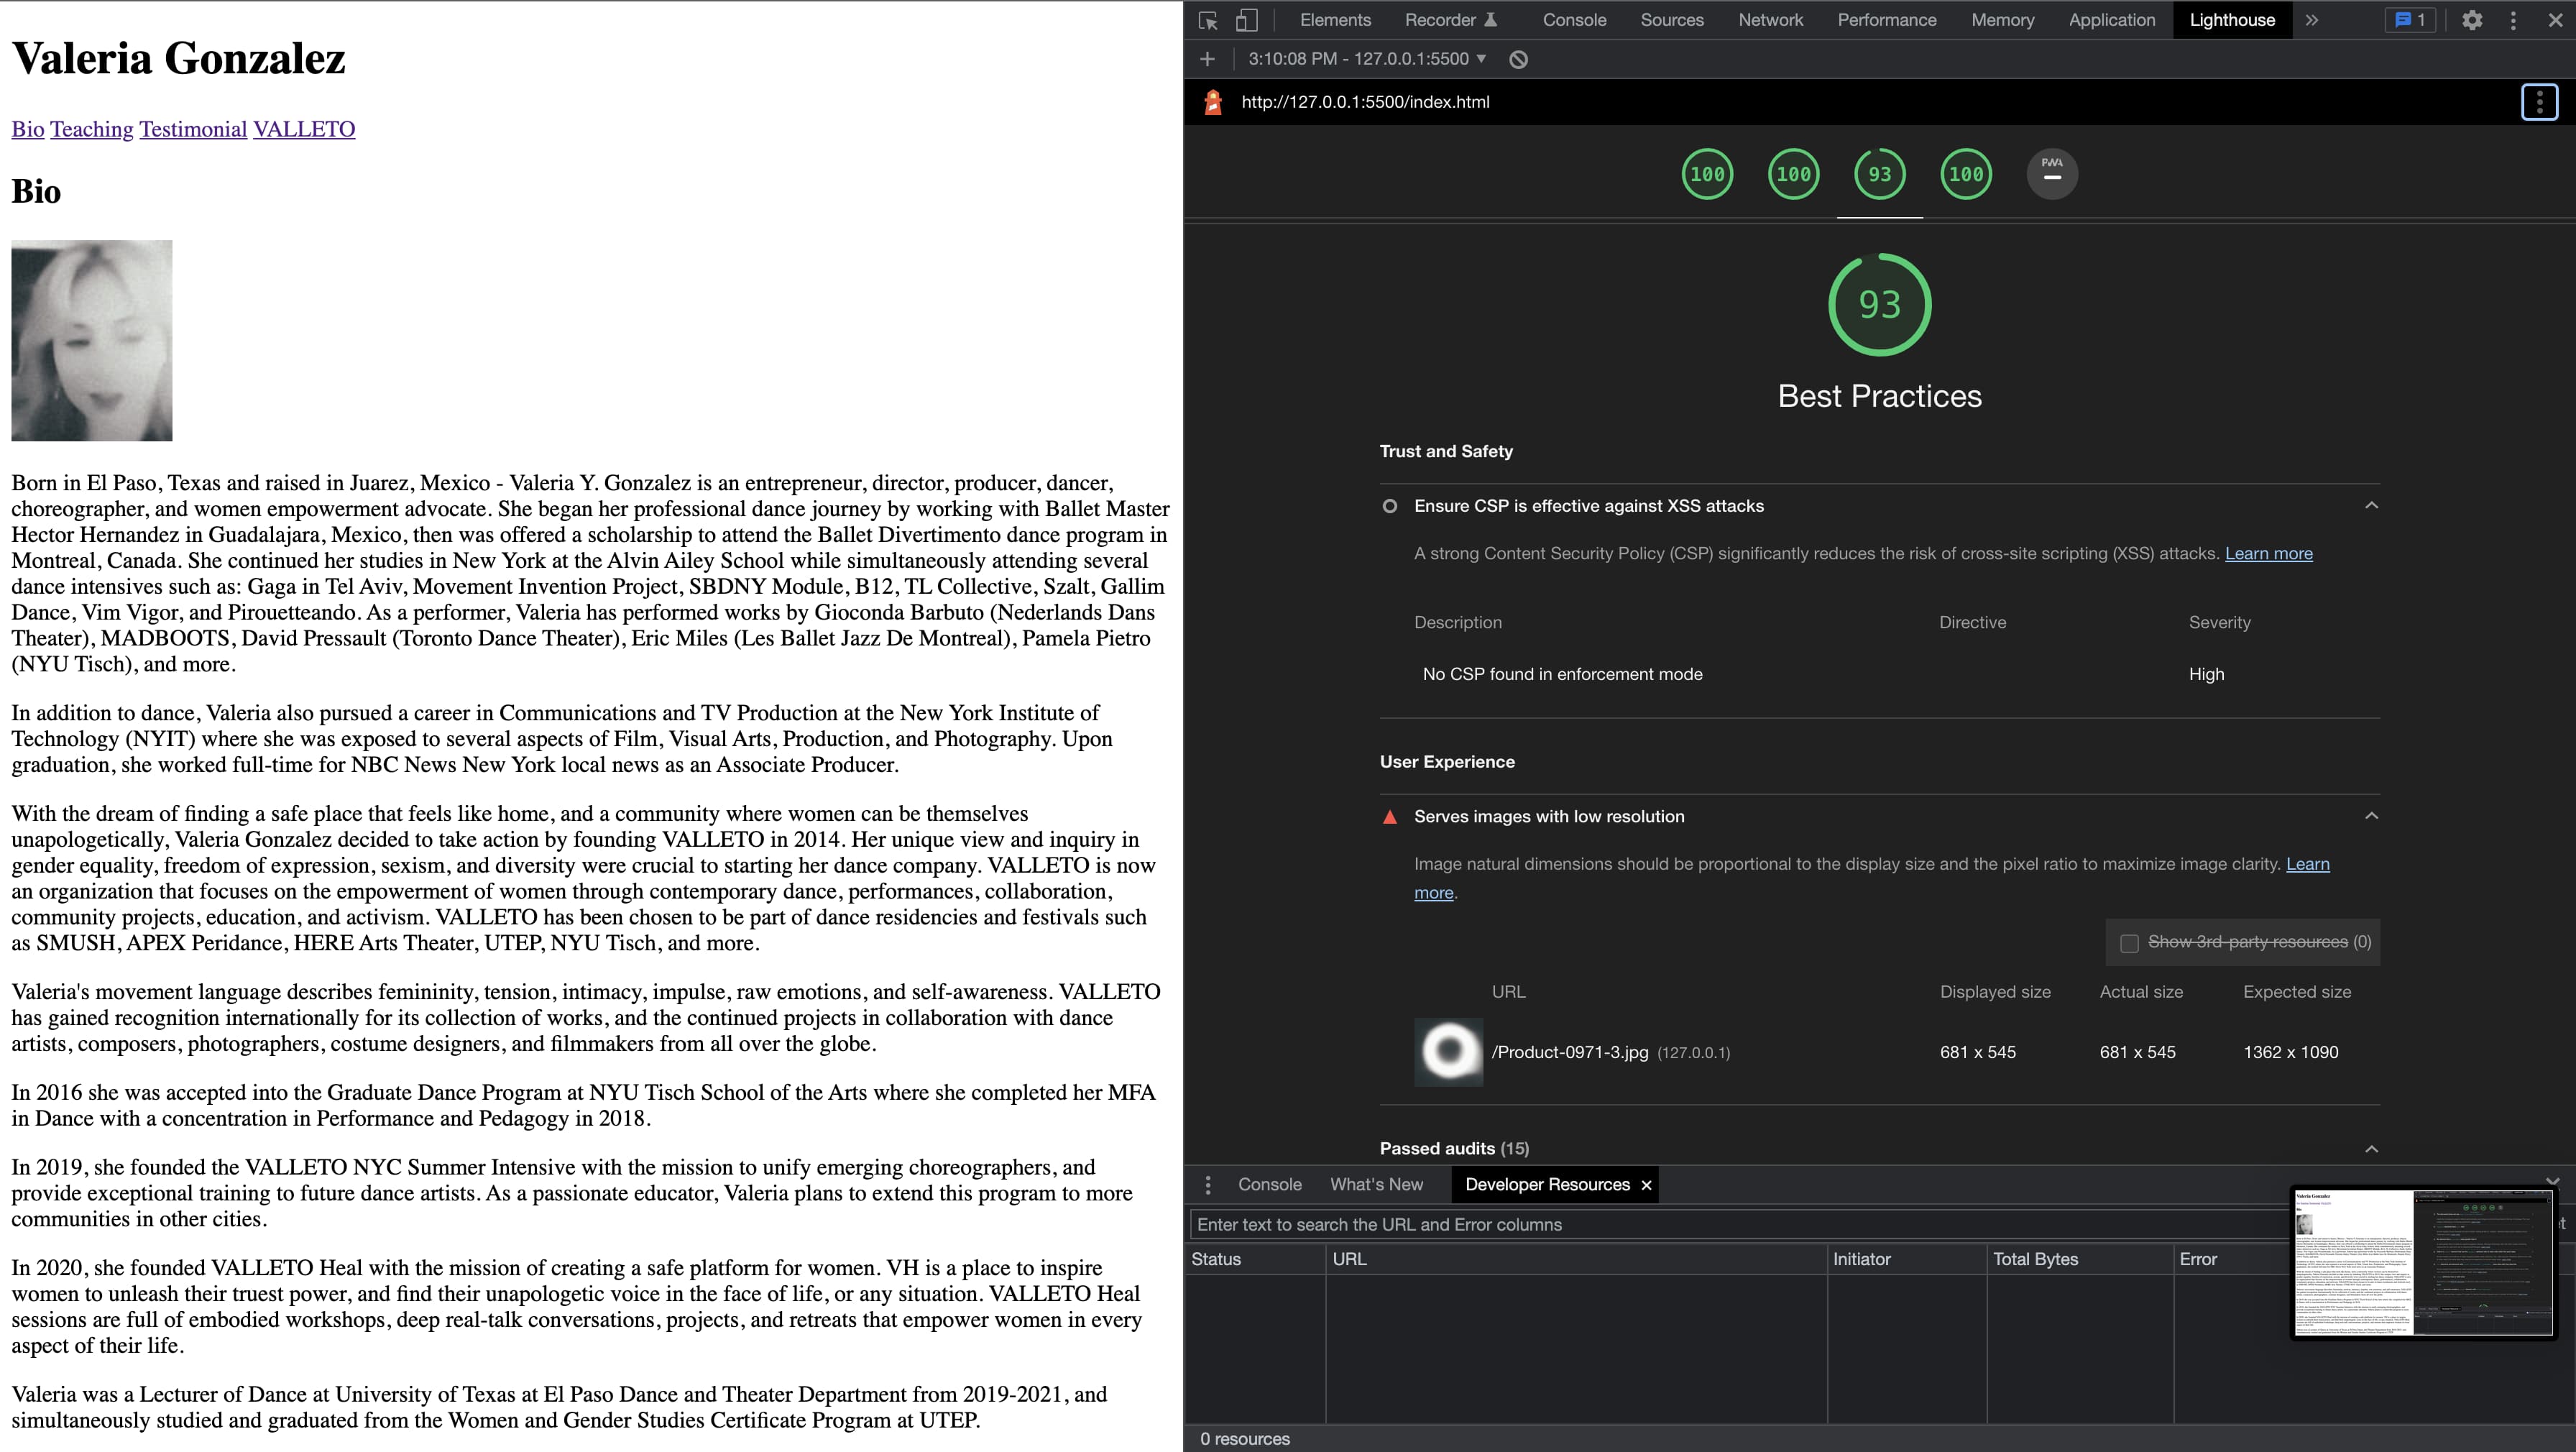 Valeria Gonzalez
Bio Teaching Testimonial VALLETO
Bio
Born in El Paso, Texas and raised in Juarez, Mexico - Valeria Y. Gonzalez is an entrepreneur, director, producer, dancer,
choreographer, and women empowerment advocate. She began her professional dance journey by working with Ballet Master
Hector Hernandez in Guadalajara, Mexico, then was offered a scholarship to attend the Ballet Divertimento dance program in
Montreal, Canada. She continued her studies in New York at the Alvin Ailey School while simultaneously attending several
dance intensives such as: Gaga in Tel Aviv, Movement Invention Project, SBDNY Module, B12, TL Collective, Szalt, Gallim
Dance, Vim Vigor, and Pirouetteando. As a performer, Valeria has performed works by Gioconda Barbuto (Nederlands Dans
Theater), MADBOOTS, David Pressault (Toronto Dance Theater), Eric Miles (Les Ballet Jazz De Montreal), Pamela Pietro
(NYU Tisch), and more.
In addition to dance, Valeria also pursued a career in Communications and TV Production at the New York Institute of
Technology (NYIT) where she was exposed to several aspects of Film, Visual Arts, Production, and Photography. Upon
graduation, she worked full-time for NBC News New York local news as an Associate Producer.
With the dream of finding a safe place that feels like home, and a community where women can be themselves
unapologetically, Valeria Gonzalez decided to take action by founding VALLETO in 2014. Her unique view and inquiry in
gender equality, freedom of expression, sexism, and diversity were crucial to starting her dance company. VALLETO is now
an organization that focuses on the empowerment of women through contemporary dance, performances, collaboration,
community projects, education, and activism. VALLETO has been chosen to be part of dance residencies and festivals such
as SMUSH, APEX Peridance, HERE Arts Theater, UTEP, NYU Tisch, and more.
Valeria's movement language describes femininity, tension, intimacy, impulse, raw emotions, and self-awareness. VALLETO
has gained recognition internationally for its collection of works, and the continued projects in collaboration with dance
artists, composers, photographers, costume designers, and filmmakers from all over the globe.
In 2016 she was accepted into the Graduate Dance Program at NYU Tisch School of the Arts where she completed her MFA
in Dance with a concentration in Performance and Pedagogy in 2018.
In 2019, she founded the VALLETO NYC Summer Intensive with the mission to unify emerging choreographers, and
provide exceptional training to future dance artists. As a passionate educator, Valeria plans to extend this program to more
communities in other cities.
In 2020, she founded VALLETO Heal with the mission of creating a safe platform for women. VH is a place to inspire
women to unleash their truest power, and find their unapologetic voice in the face of life, or any situation. VALLETO Heal
sessions are full of embodied workshops, deep real-talk conversations, projects, and retreats that empower women in every
aspect of their life.
Valeria was a Lecturer of Dance at University of Texas at El Paso Dance and Theater Department from 2019-2021, and
simultaneously studied and graduated from the Women and Gender Studies Certificate Program at UTEP.
Elements Recorder Console Sources Network Performance Memory Application Lighthouse » 1
3:10:08 PM - 127.0.0.1:5500
http://127.0.0.1:5500/index.html
100 100 93 100 PWA
93
Best Practices
Trust and Safety
Ensure CSP is effective against XSS attacks
A strong Content Security Policy (CSP) significantly reduces the risk of cross-site scripting (XSS) attacks. Learn more
Description Directive Severity
No CSP found in enforcement mode High
User Experience
Serves images with low resolution
Image natural dimensions should be proportional to the display size and the pixel ratio to maximize image clarity. Learn
more.
Show 3rd-party resources (0)
URL Displayed size Actual size Expected size
/Product-0971-3.jpg (127.0.0.1) 681 x 545 681 x 545 1362 x 1090
Passed audits (15)
Console What's New Developer Resources
Enter text to search the URL and Error columns
Status URL Initiator Total Bytes Error
0 resources
Valeria Gonzalez